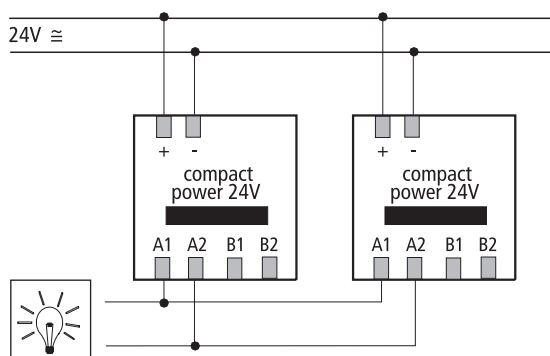 24V ≅
+ - + -
compact compact
power 24V power 24V
A1 A2 B1 B2 A1 A2 B1 B2